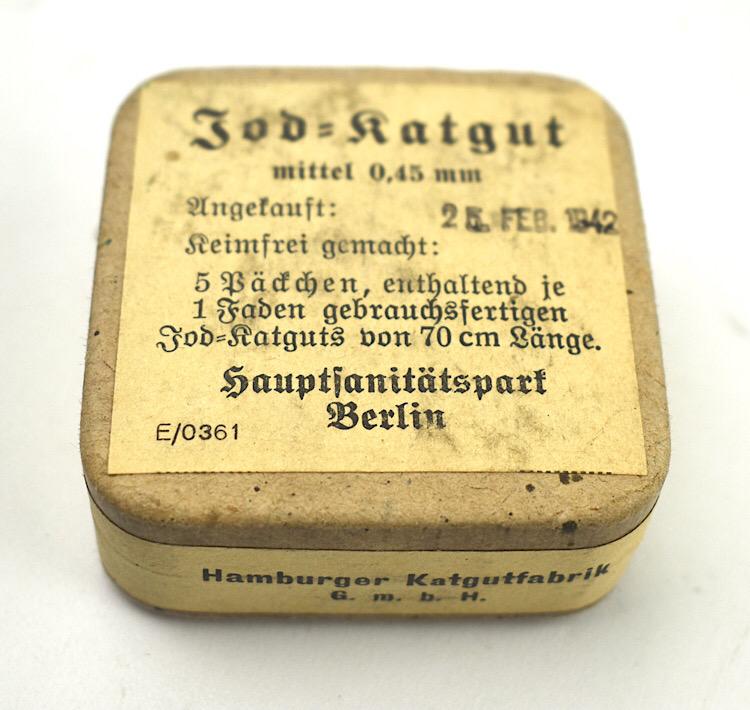 Jod-Katgut
mittel 0,45 mm
Angekauft: 25. FEB. 1942
Keimfrei gemacht:
5 Päckchen, enthaltend je
1 Faden gebrauchsfertigen
Jod-Katguts von 70 cm Länge.
Hauptsanitätspark
Berlin
E/0361
Hamburger Katgutfabrik
G. m. b. H.